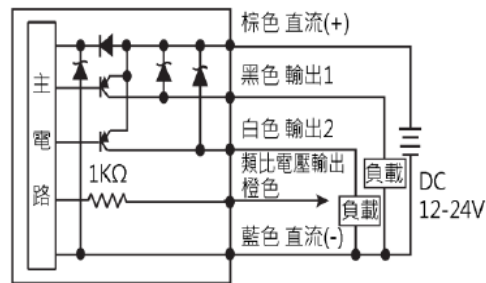 棕色 直流(+)
主電路
黑色 輸出1
白色 輸出2
類比電壓輸出
橙色
1KΩ
負載
負載
DC
12-24V
藍色 直流(-)